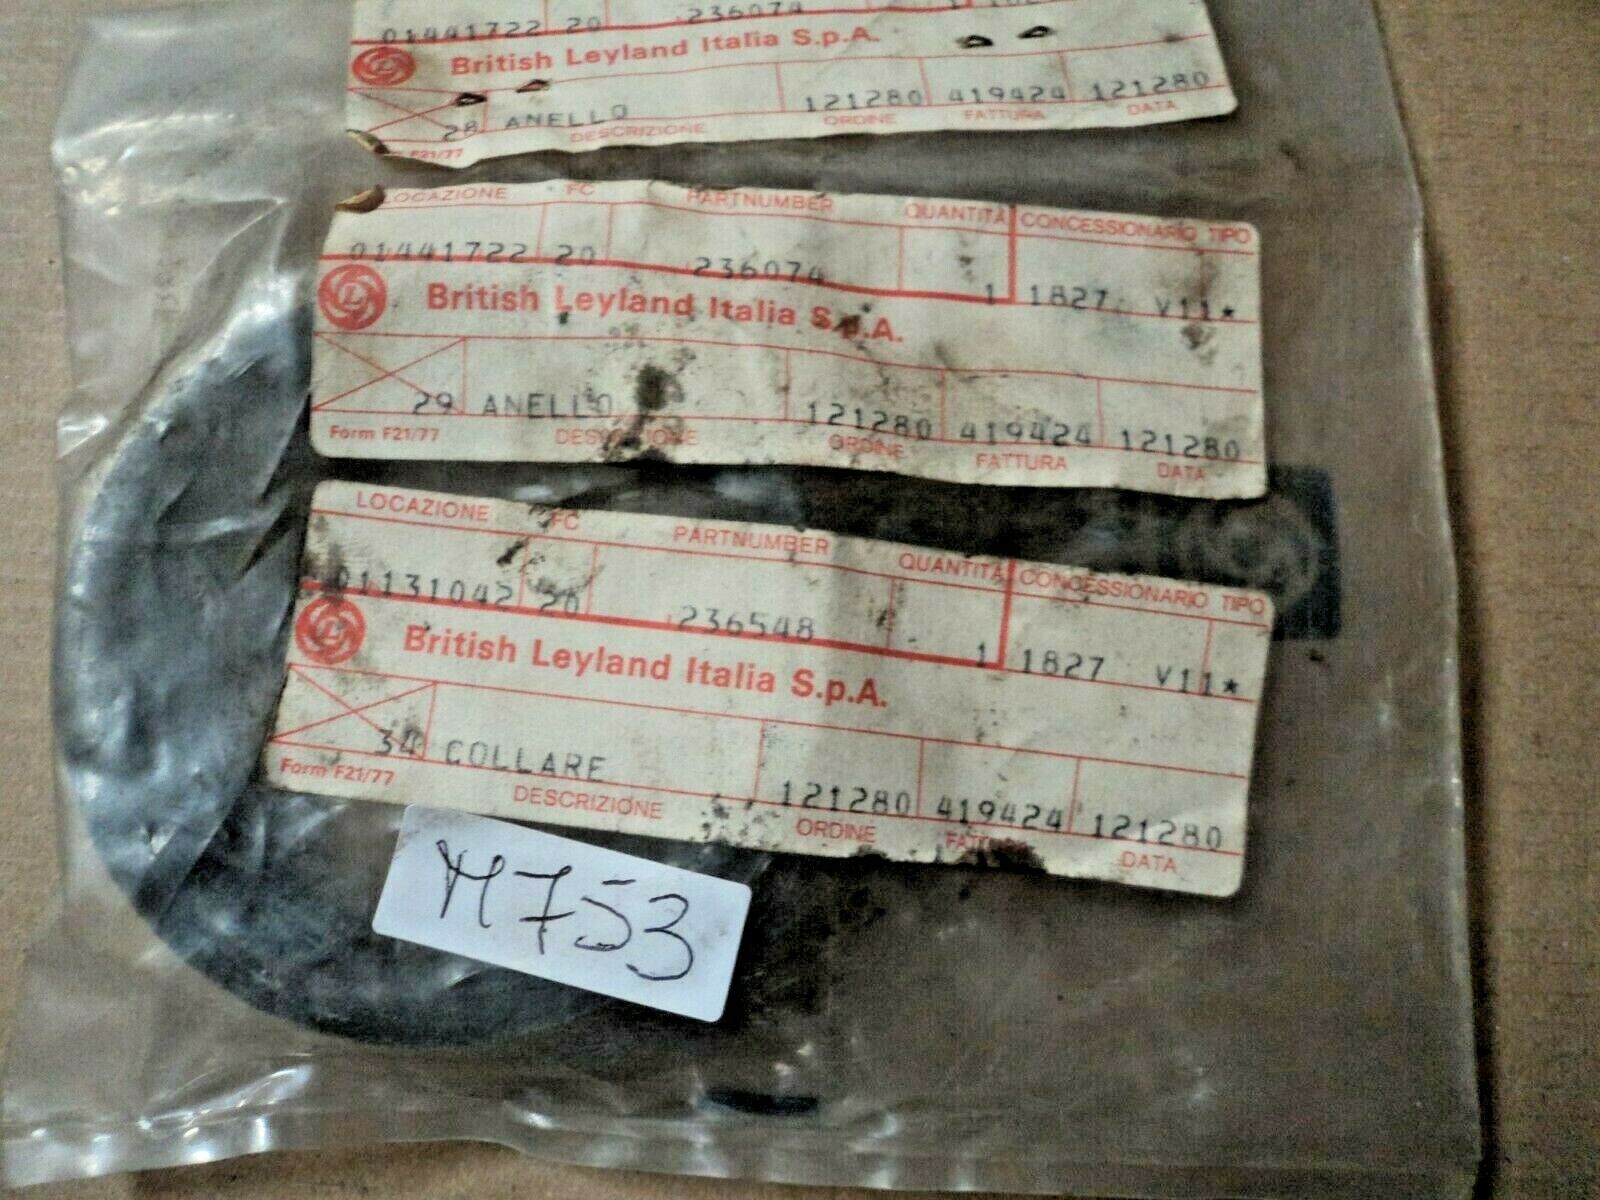 01441722 20 236074 1
British Leyland Italia S.p.A.
28 ANELLO 121280 419424 121280
DESCRIZIONE ORDINE FATTURA DATA
F21/77
LOCAZIONE FC PARTNUMBER QUANTITÀ CONCESSIONARIO TIPO
01441722 20 236074 1 1827 V11*
British Leyland Italia S.p.A.
29 ANELLO 121280 419424 121280
Form F21/77 DESCRIZIONE ORDINE FATTURA DATA
LOCAZIONE FC PARTNUMBER QUANTITÀ CONCESSIONARIO TIPO
01131042 20 236548 1 1827 V11*
British Leyland Italia S.p.A.
34 COLLARE 121280 419424 121280
Form F21/77 DESCRIZIONE ORDINE FATTURA DATA
M753